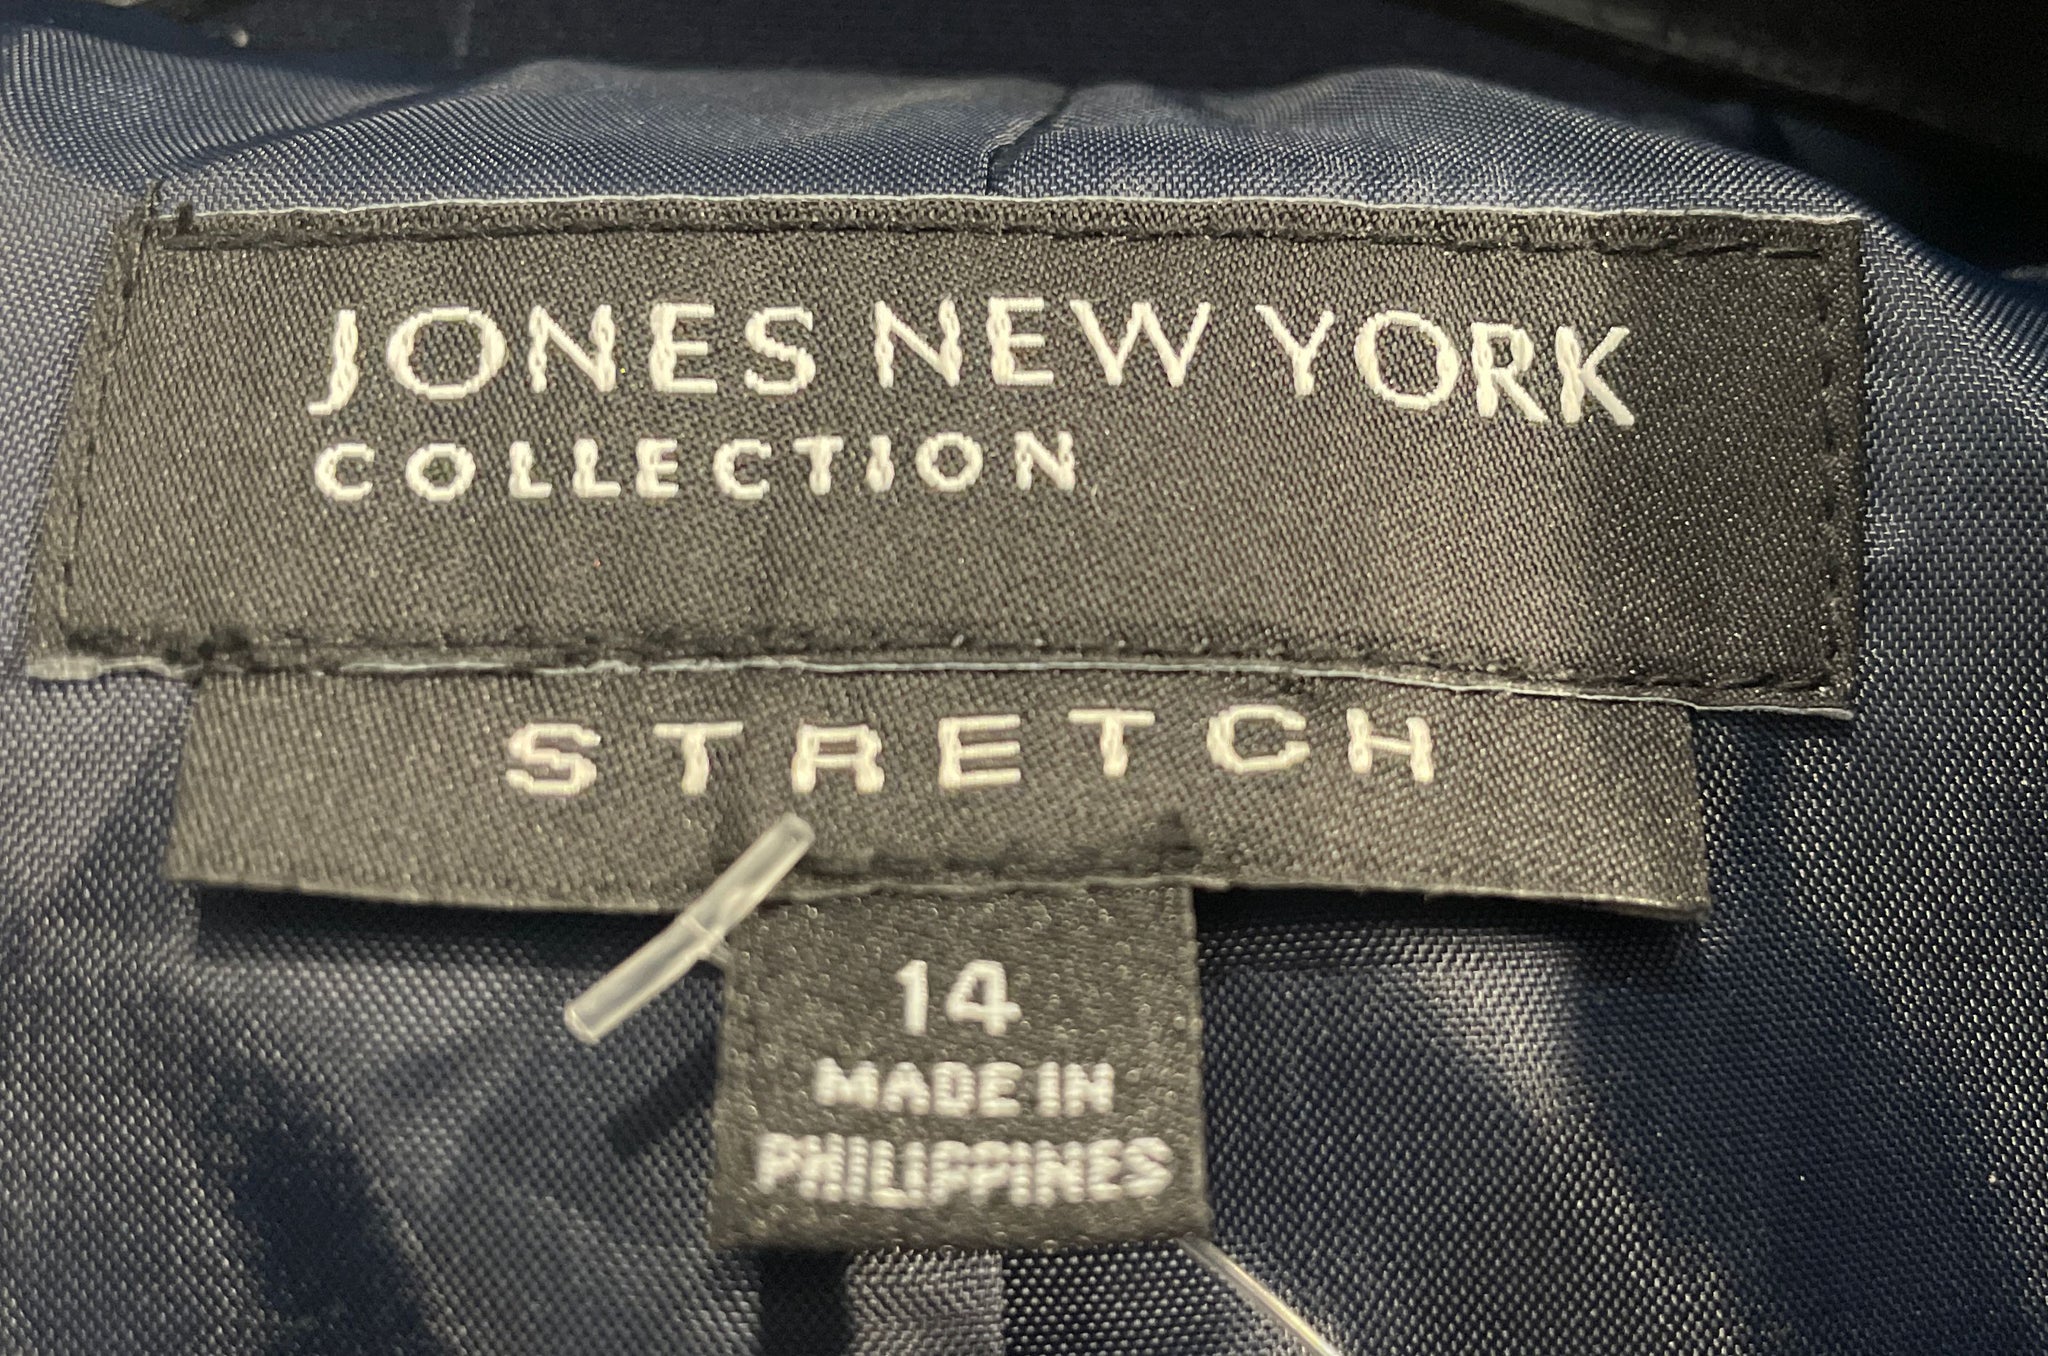 JONES NEW YORK
COLLECTION
STRETCH
14
MADE IN
PHILIPPINES